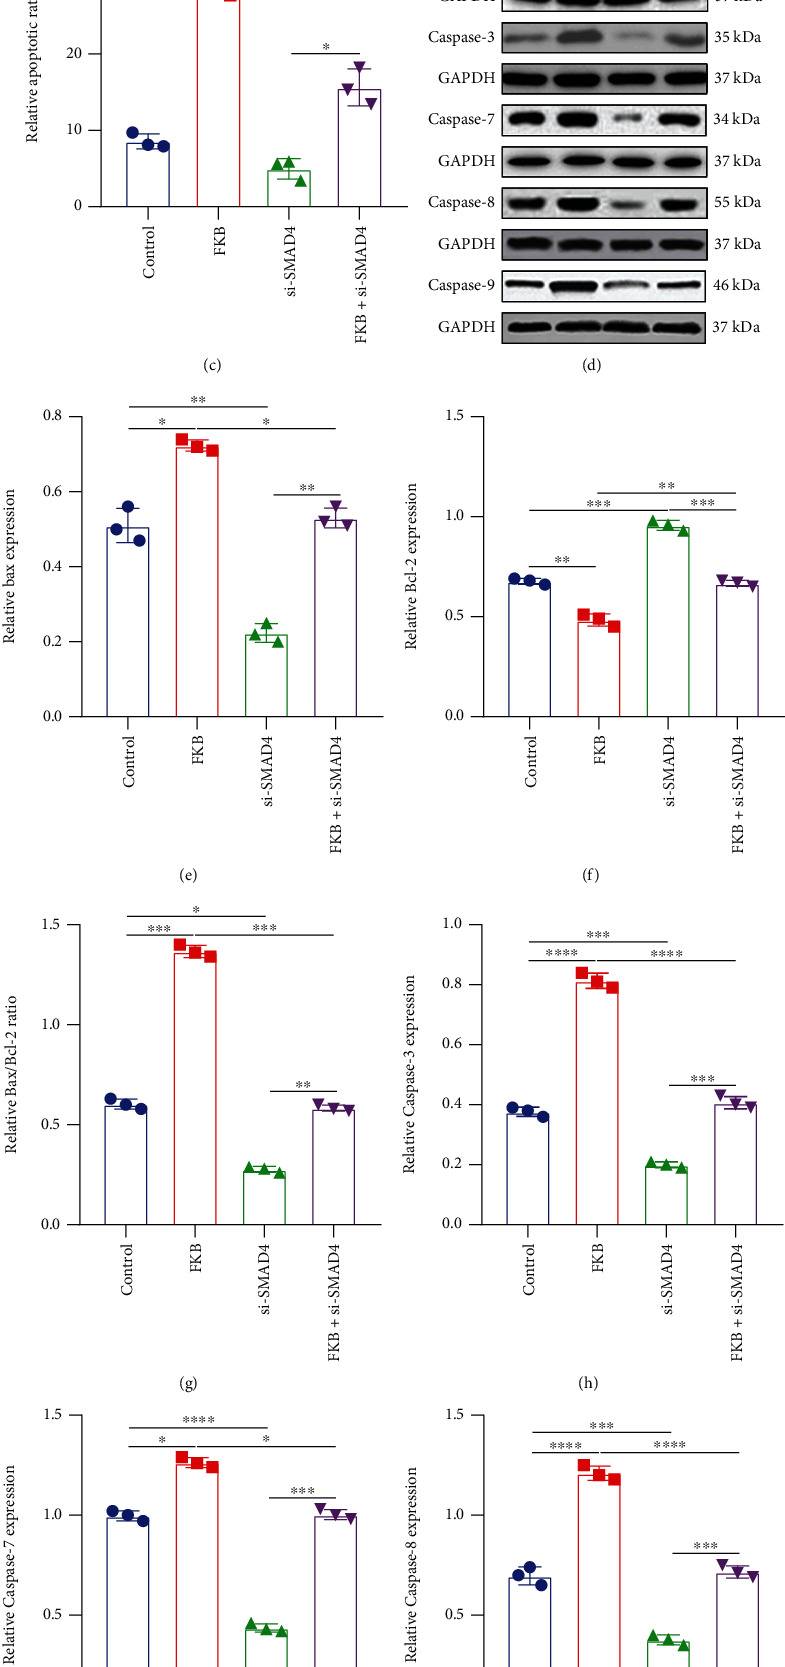 Relative apoptotic
20
10
0
*
Control
FKB
si-SMAD4
FKB + si-SMAD4
(c)
GAPDH 37 kDa
Caspase-3 35 kDa
GAPDH 37 kDa
Caspase-7 34 kDa
GAPDH 37 kDa
Caspase-8 55 kDa
GAPDH 37 kDa
Caspase-9 46 kDa
GAPDH 37 kDa
(d)
Relative bax expression
0.8
0.6
0.4
0.2
0.0
**
* *
**
Control
FKB
si-SMAD4
FKB + si-SMAD4
(e)
Relative Bcl-2 expression
1.5
1.0
0.5
0.0
**
*** ***
**
Control
FKB
si-SMAD4
FKB + si-SMAD4
(f)
Relative Bax/Bcl-2 ratio
1.5
1.0
0.5
0.0
*
*** ***
**
Control
FKB
si-SMAD4
FKB + si-SMAD4
(g)
Relative Caspase-3 expression
1.0
0.8
0.6
0.4
0.2
0.0
***
**** ****
***
Control
FKB
si-SMAD4
FKB + si-SMAD4
(h)
Relative Caspase-7 expression
1.5
1.0
0.5
****
* *
***
Relative Caspase-8 expression
1.5
1.0
0.5
***
**** ****
***